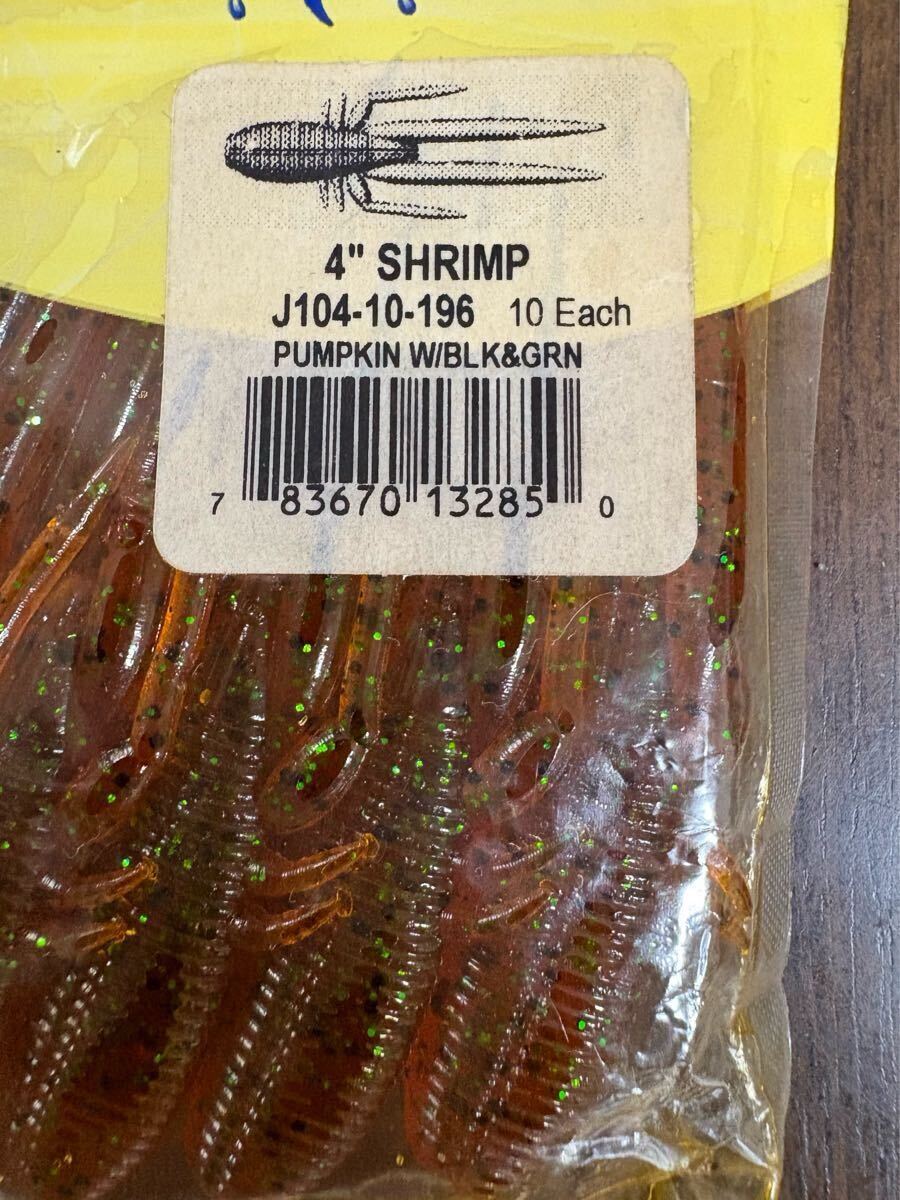 4" SHRIMP
J104-10-196 10 Each
PUMPKIN W/BLK&GRN
7 83670 13285 0